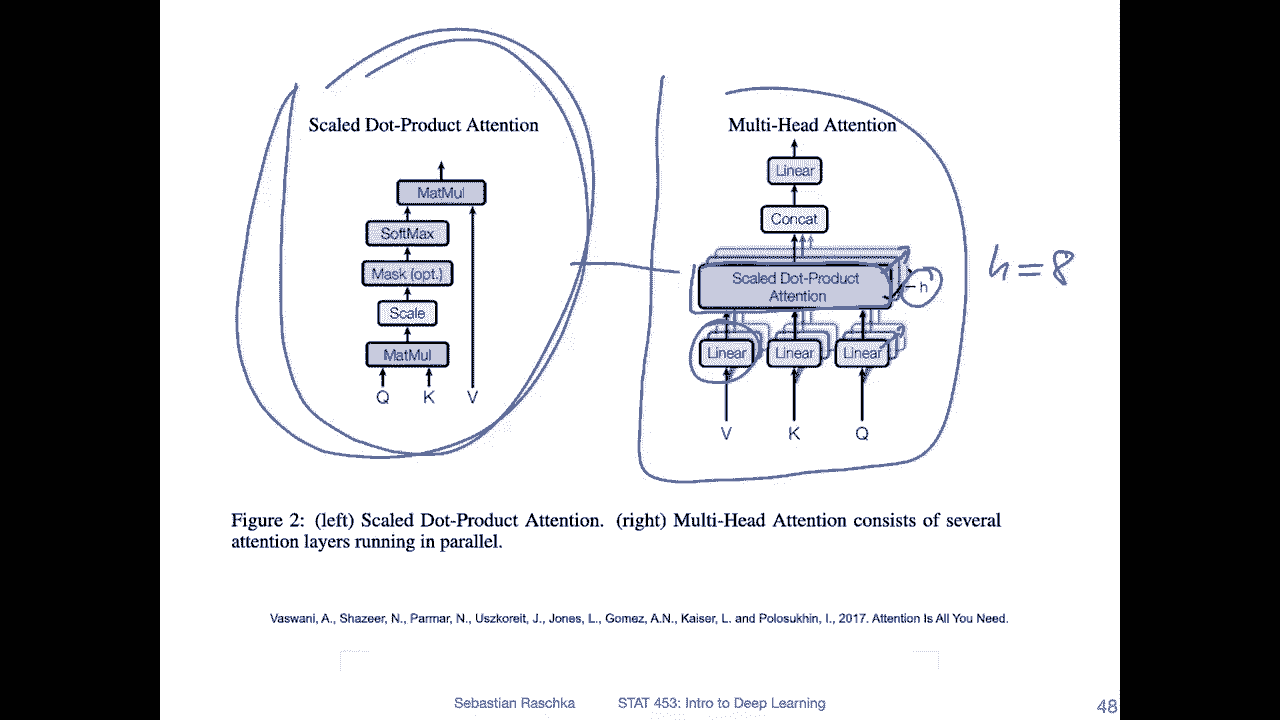 Scaled Dot-Product Attention
MatMul
SoftMax
Mask (opt.)
Scale
MatMul
Q K V
Multi-Head Attention
Linear
Concat
Scaled Dot-Product
Attention
h
Linear Linear Linear
V K Q
h=8
Figure 2: (left) Scaled Dot-Product Attention. (right) Multi-Head Attention consists of several
attention layers running in parallel.
Vaswani, A., Shazeer, N., Parmar, N., Uszkoreit, J., Jones, L., Gomez, A.N., Kaiser, L. and Polosukhin, I., 2017. Attention Is All You Need.
Sebastian Raschka STAT 453: Intro to Deep Learning 48